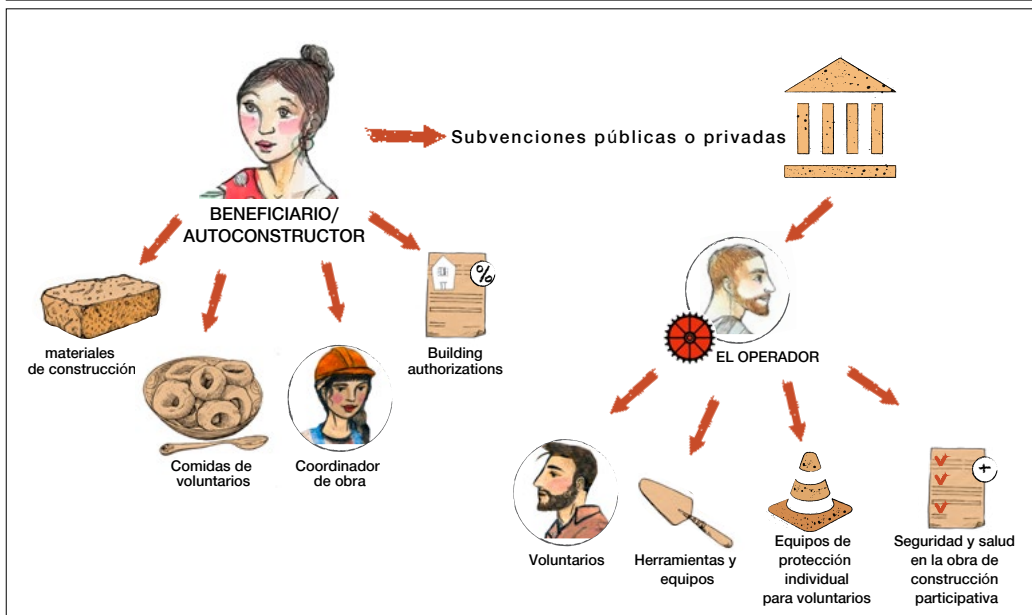 Subvenciones públicas o privadas
BENEFICIARIO/
AUTOCONSTRUCTOR
materiales
de construcción
Comidas de
voluntarios
Coordinador
de obra
%
Building
authorizations
EL OPERADOR
Voluntarios
Herramientas y
equipos
Equipos de
protección
individual
para voluntarios
+
Seguridad y salud
en la obra de
construcción
participativa